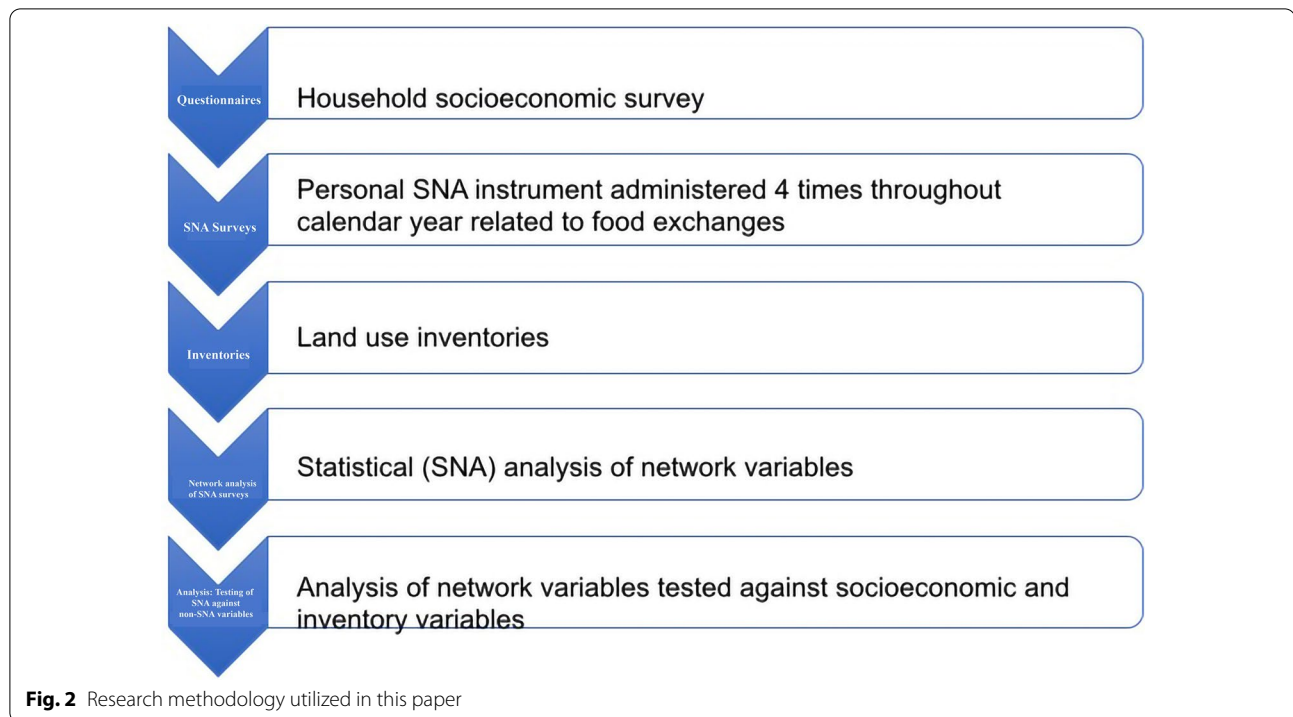 Questionnaires
Household socioeconomic survey
SNA Surveys
Personal SNA instrument administered 4 times throughout
calendar year related to food exchanges
Inventories
Land use inventories
Network analysis
of SNA surveys
Statistical (SNA) analysis of network variables
Analysis: Testing of
SNA against
non-SNA variables
Analysis of network variables tested against socioeconomic and
inventory variables
Fig. 2 Research methodology utilized in this paper